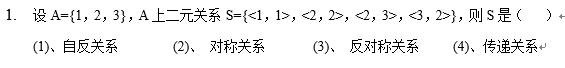 1. 设 A={1，2，3}，A 上二元关系 S={<1，1>，<2，2>，<2，3>，<3，2>}，则 S 是（ ）
(1)、自反关系 (2)、 对称关系 (3)、 反对称关系 (4)、传递关系